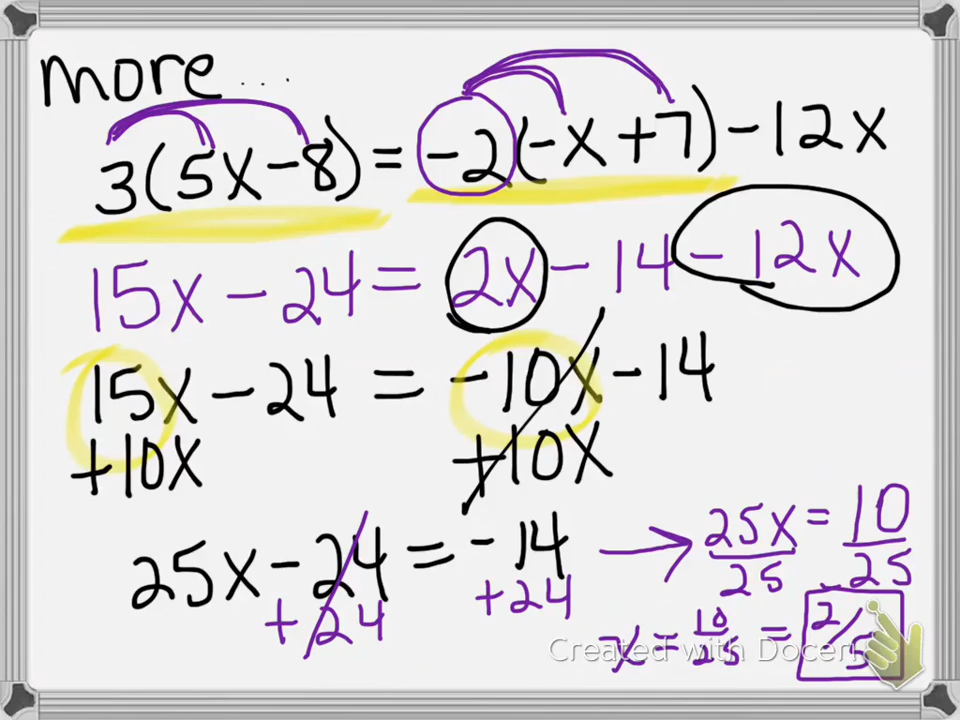 more...
3(5x-8) = -2(-x+7)-12x
15x-24 = 2x-14-12x
15x-24 = -10x-14
+10x +10x
25x-24 = -14
+24 +24
25x = 10
25 25
x = 10/25 = 2/5
Created with Doceri